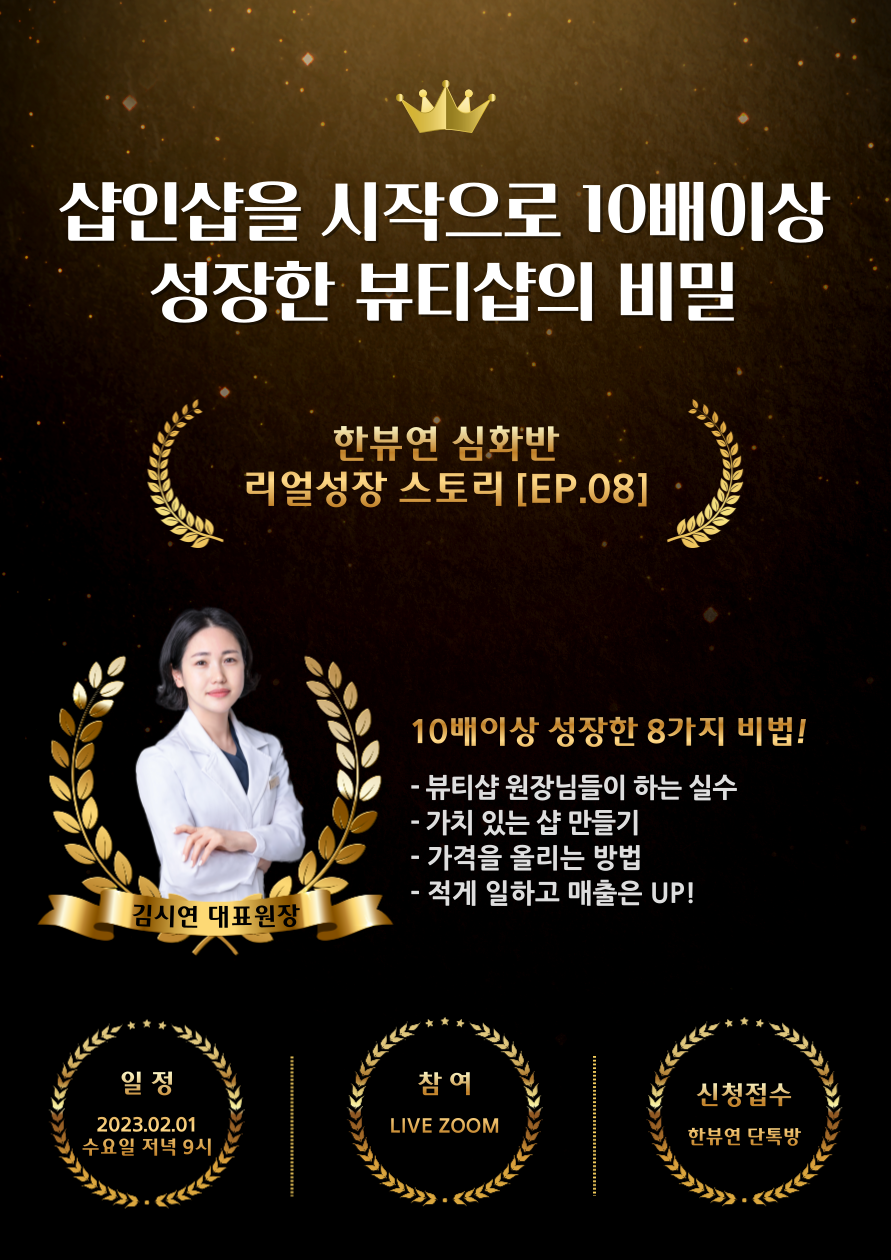 샵인샵을 시작으로 10배이상
성장한 뷰티샵의 비밀
한뷰연 심화반
리얼성장 스토리 [EP.08]
10배이상 성장한 8가지 비법!
- 뷰티샵 원장님들이 하는 실수
- 가치 있는 샵 만들기
- 가격을 올리는 방법
- 적게 일하고 매출은 UP!
김시연 대표원장
일 정
2023.02.01
수요일 저녁 9시
참 여
LIVE ZOOM
신청접수
한뷰연 단톡방